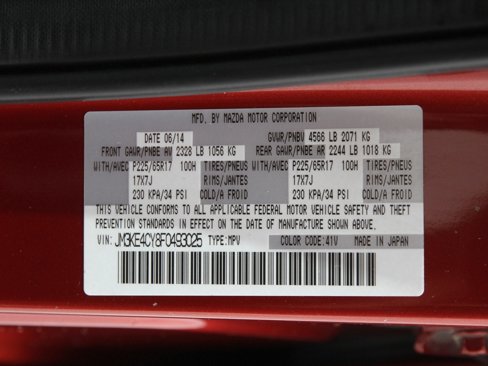 MFD. BY MAZDA MOTOR CORPORATION
DATE 06/14 GVWR/PNBV 4566 LB 2071 KG
FRONT GAWR/PNBE AV 2328 LB 1056 KG REAR GAWR/PNBE AR 2244 LB 1018 KG
WITH/AVEC P225/65R17 100H TIRES/PNEUS WITH/AVEC P225/65R17 100H TIRES/PNEUS
17X7J RIMS/JANTES 17X7J RIMS/JANTES
230 KPA/34 PSI COLD/A FROID 230 KPA/34 PSI COLD/A FROID
THIS VEHICLE CONFORMS TO ALL APPLICABLE FEDERAL MOTOR VEHICLE SAFETY AND THEFT
PREVENTION STANDARDS IN EFFECT ON THE DATE OF MANUFACTURE SHOWN ABOVE.
VIN: JM3KE4CY8F0493025 TYPE:MPV COLOR CODE:41V MADE IN JAPAN